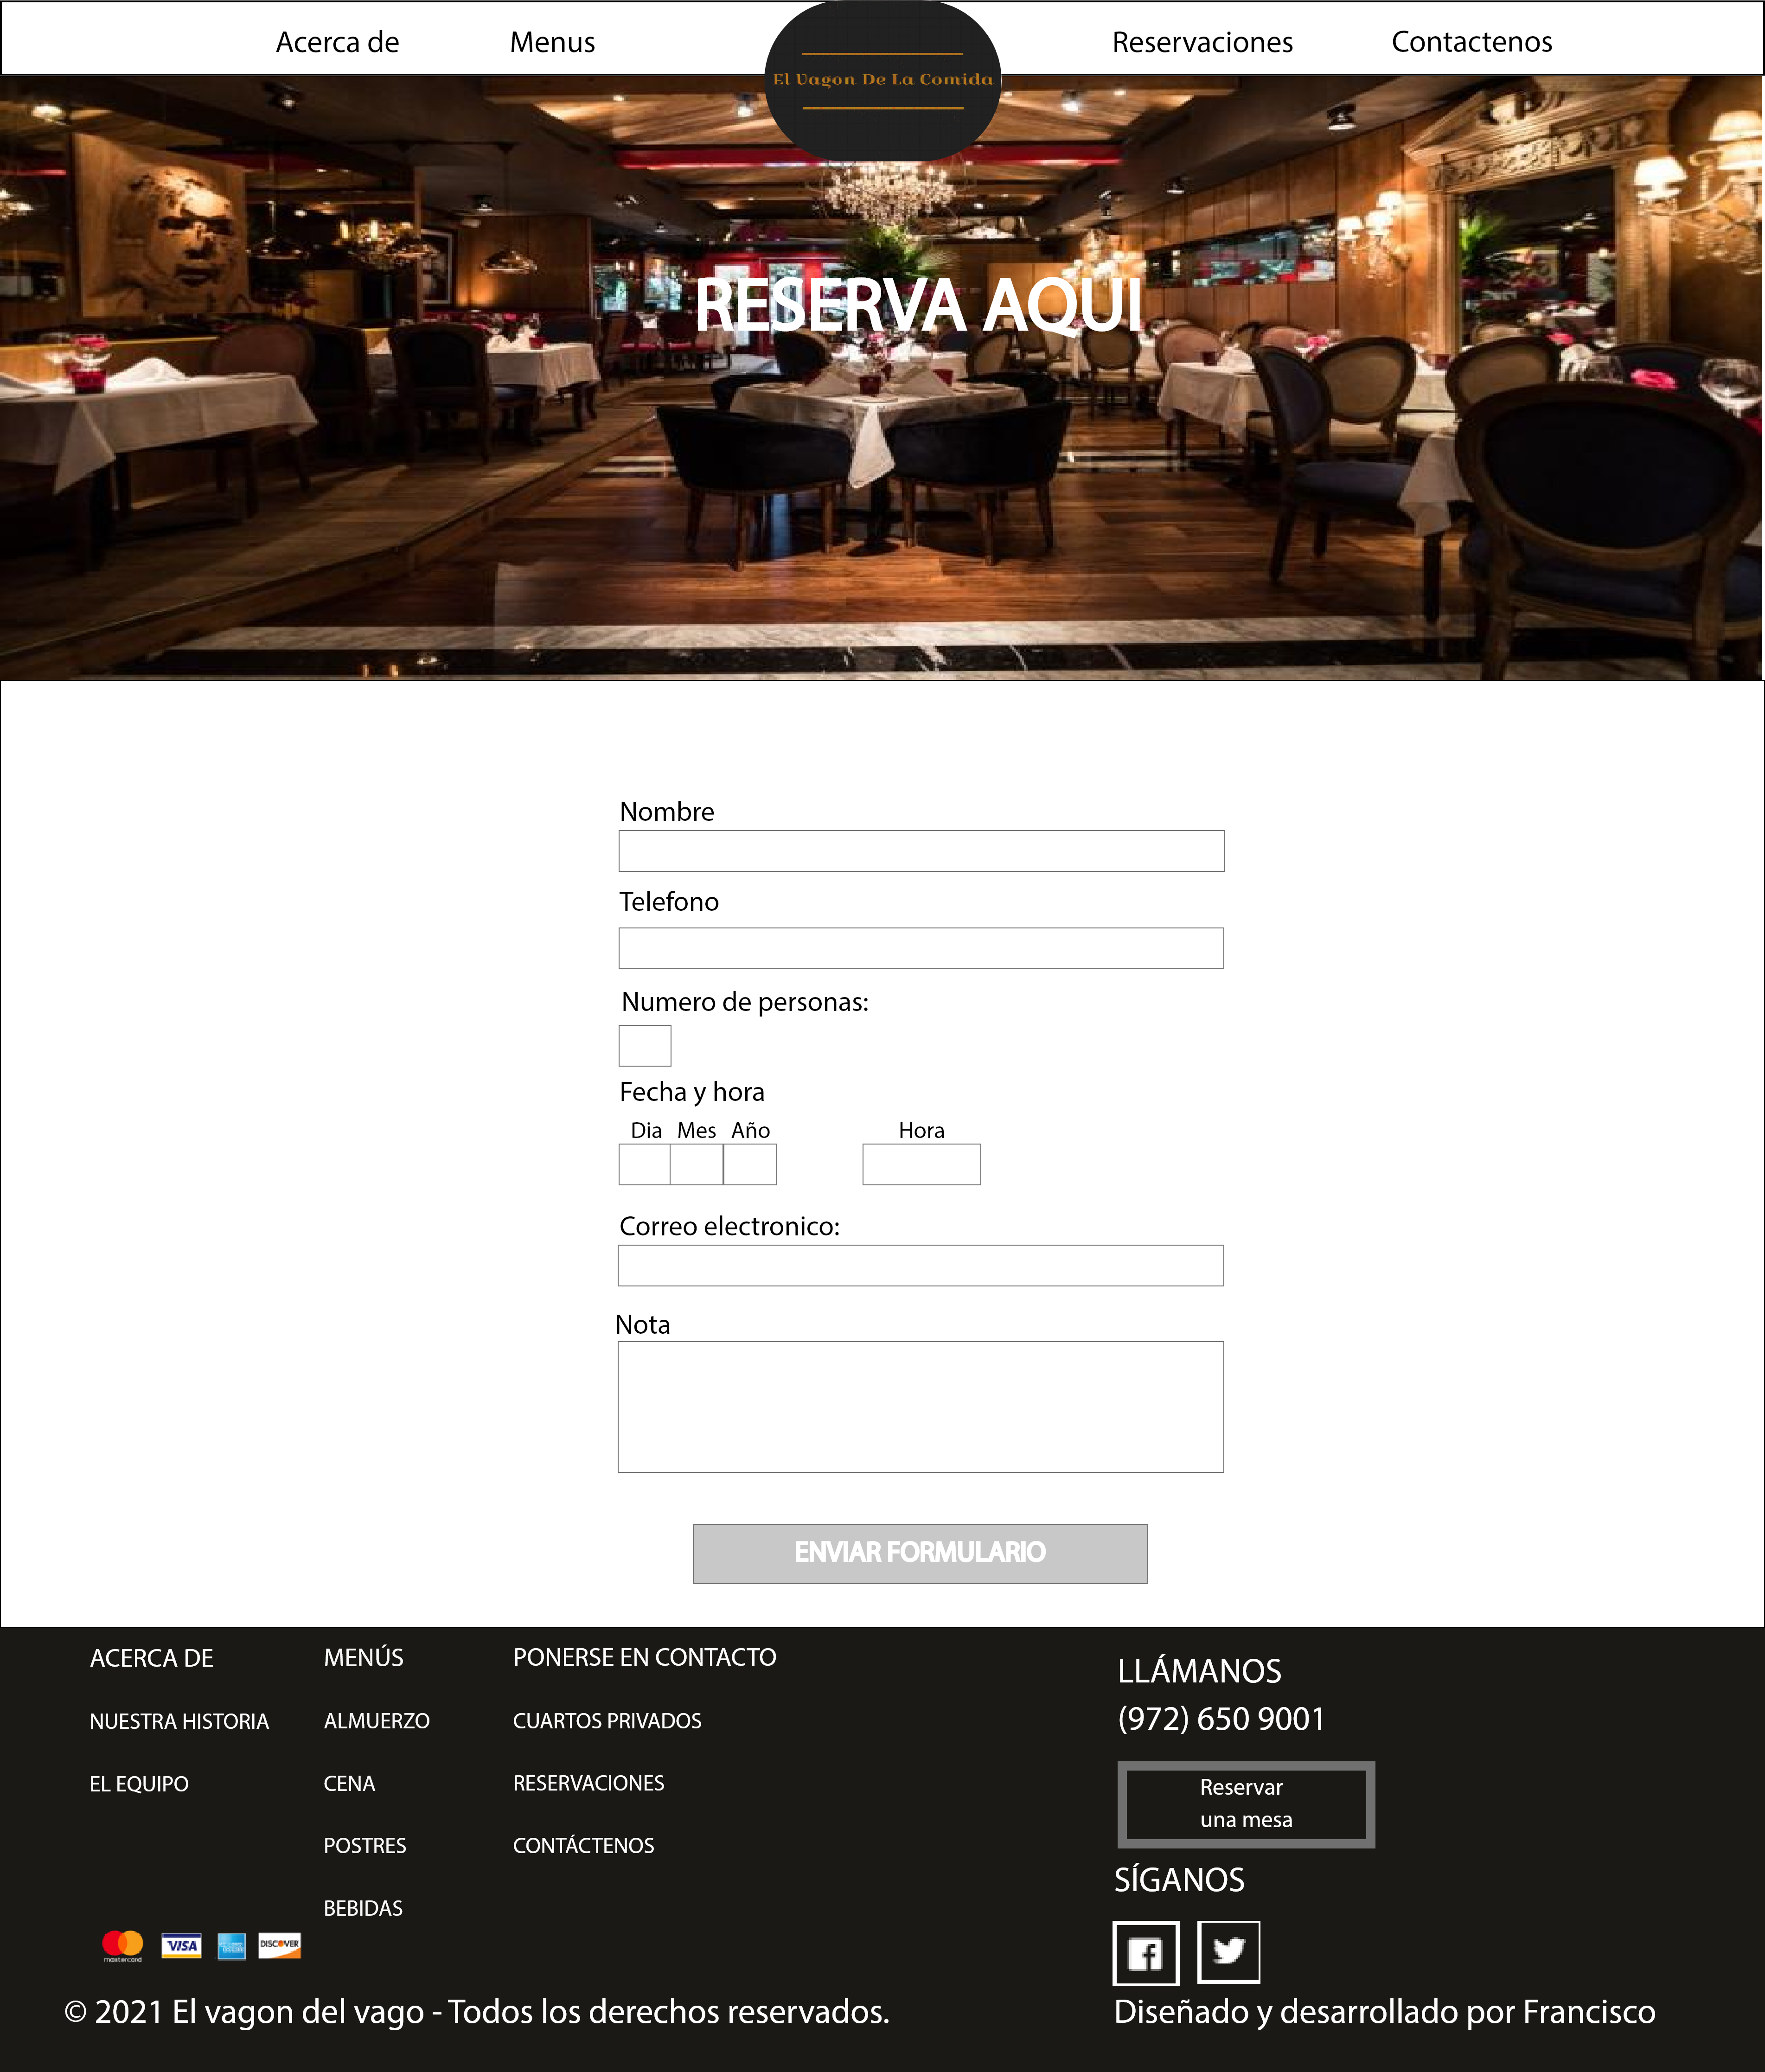 Acerca de
Menus
El Vagon De La Comida
Reservaciones
Contactenos
RESERVA AQUI
Nombre
Telefono
Numero de personas:
Fecha y hora
Dia Mes Año
Hora
Correo electronico:
Nota
ENVIAR FORMULARIO
ACERCA DE
NUESTRA HISTORIA
EL EQUIPO
MENÚS
ALMUERZO
CENA
POSTRES
BEBIDAS
PONERSE EN CONTACTO
CUARTOS PRIVADOS
RESERVACIONES
CONTÁCTENOS
LLÁMANOS
(972) 650 9001
Reservar
una mesa
SÍGANOS
mastercard
VISA
DISCOVER
© 2021 El vagon del vago - Todos los derechos reservados.
Diseñado y desarrollado por Francisco